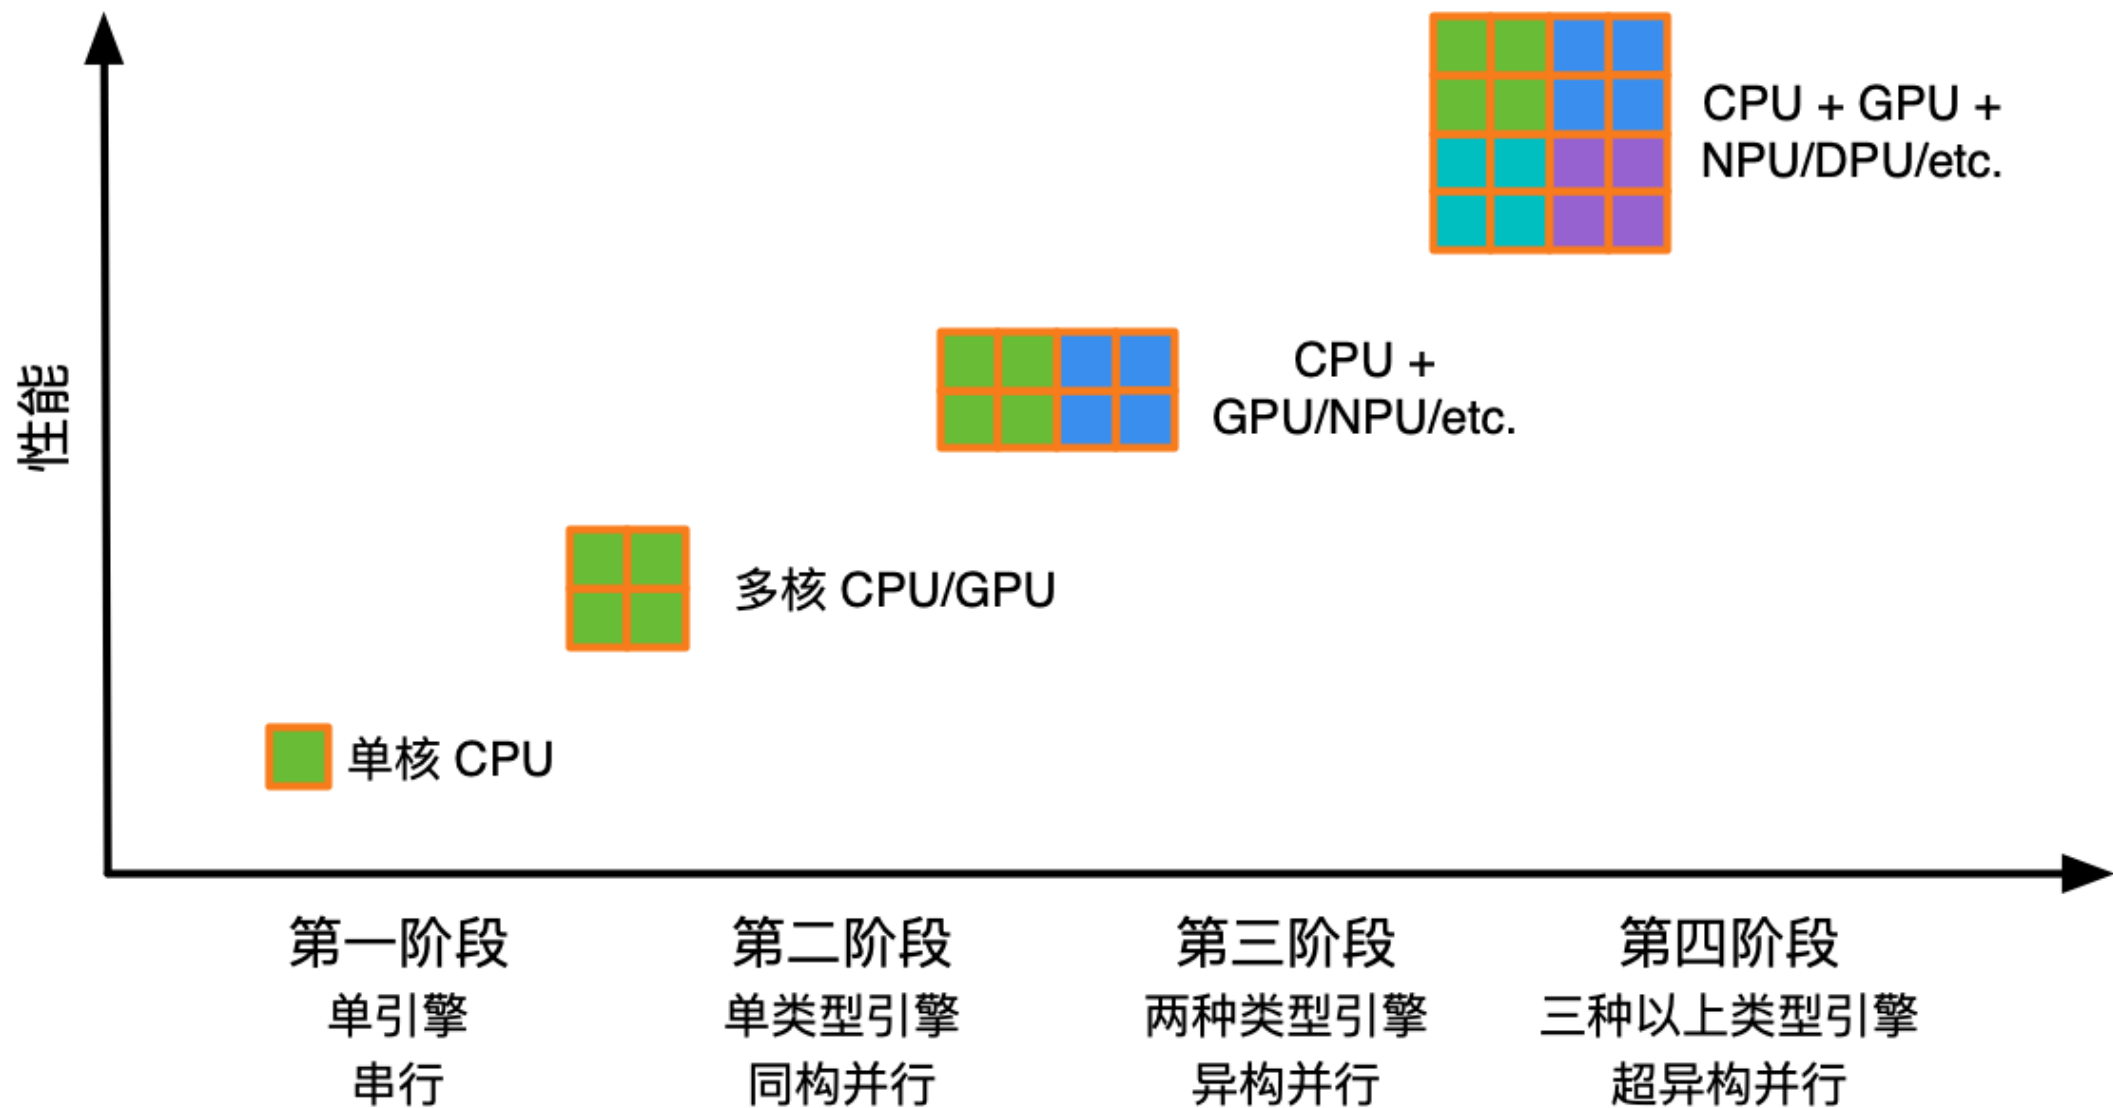 性能
CPU + GPU +
NPU/DPU/etc.
CPU +
GPU/NPU/etc.
多核 CPU/GPU
单核 CPU
第一阶段
单引擎
串行
第二阶段
单类型引擎
同构并行
第三阶段
两种类型引擎
异构并行
第四阶段
三种以上类型引擎
超异构并行